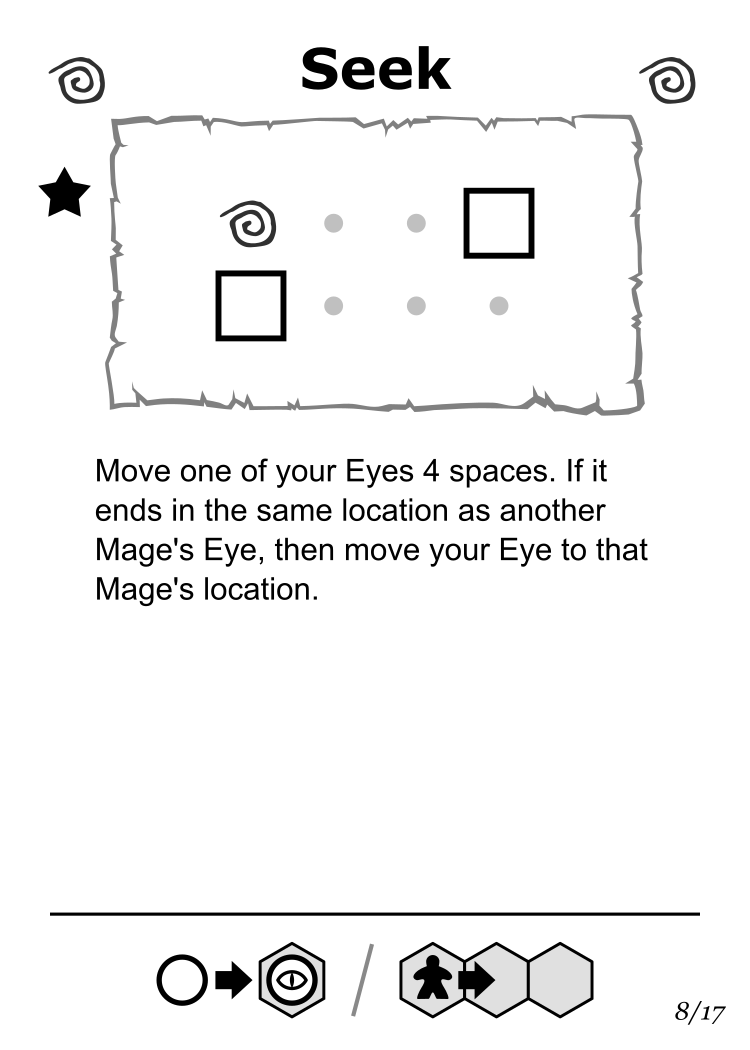 Seek
Move one of your Eyes 4 spaces. If it
ends in the same location as another
Mage's Eye, then move your Eye to that
Mage's location.
8/17